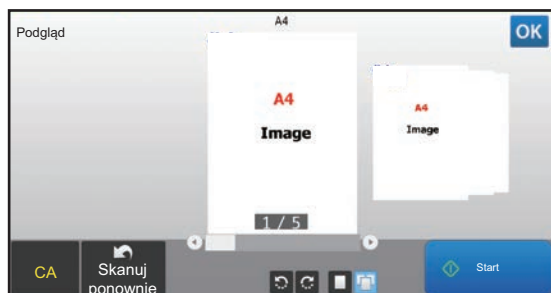 A4
Podgląd
OK
A4
Image
A4
Image
1 / 5
CA
Skanuj
ponownie
Start